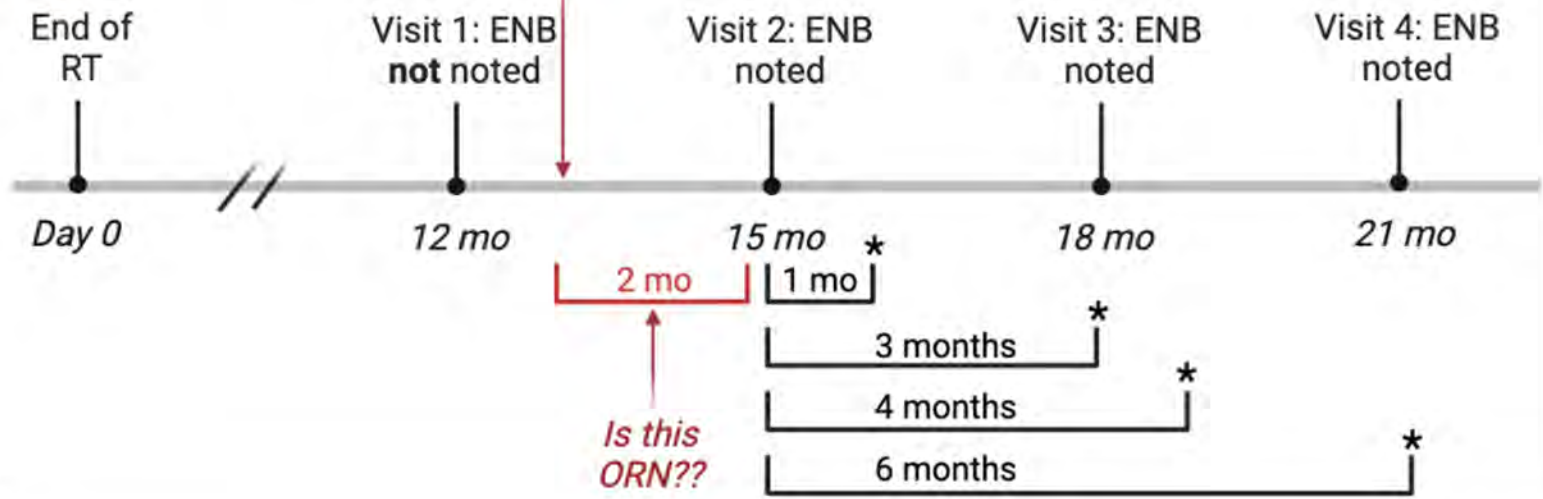 End of
RT
Visit 1: ENB
not noted
Visit 2: ENB
noted
Visit 3: ENB
noted
Visit 4: ENB
noted
Day 0
12 mo
15 mo
18 mo
21 mo
2 mo
1 mo
*
3 months
*
4 months
*
6 months
*
Is this
ORN??